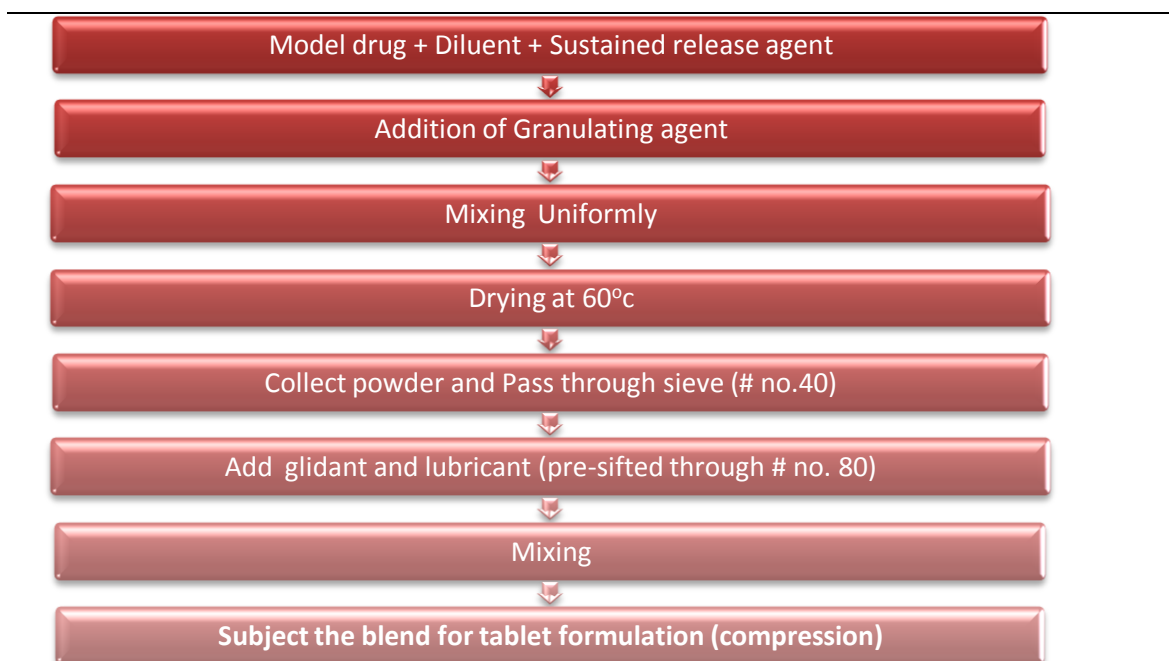 Model drug + Diluent + Sustained release agent
Addition of Granulating agent
Mixing Uniformly
Drying at 60°c
Collect powder and Pass through sieve (# no.40)
Add glidant and lubricant (pre-sifted through # no. 80)
Mixing
Subject the blend for tablet formulation (compression)